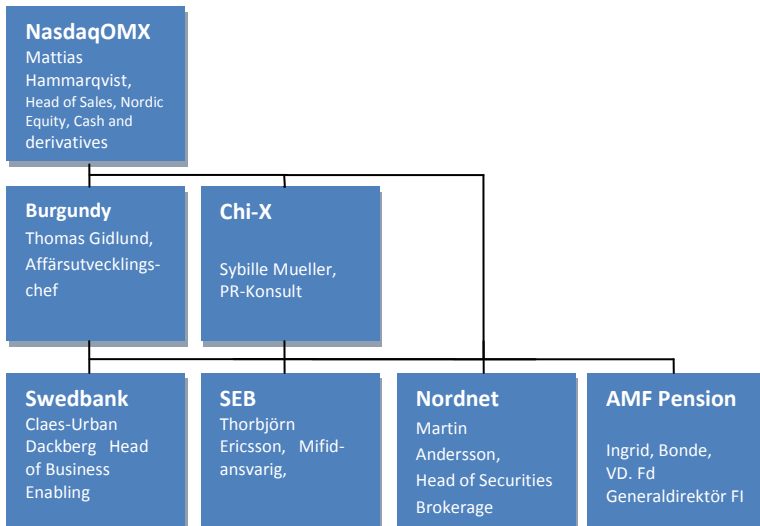 NasdaqOMX
Mattias
Hammarqvist,
Head of Sales, Nordic
Equity, Cash and
derivatives
Burgundy
Thomas Gidlund,
Affärsutvecklings-
chef
Chi-X
Sybille Mueller,
PR-Konsult
Swedbank
Claes-Urban
Dackberg Head
of Business
Enabling
SEB
Thorbjörn
Ericsson, Mifid-
ansvarig,
Nordnet
Martin
Andersson,
Head of Securities
Brokerage
AMF Pension
Ingrid, Bonde,
VD. Fd
Generaldirektör FI